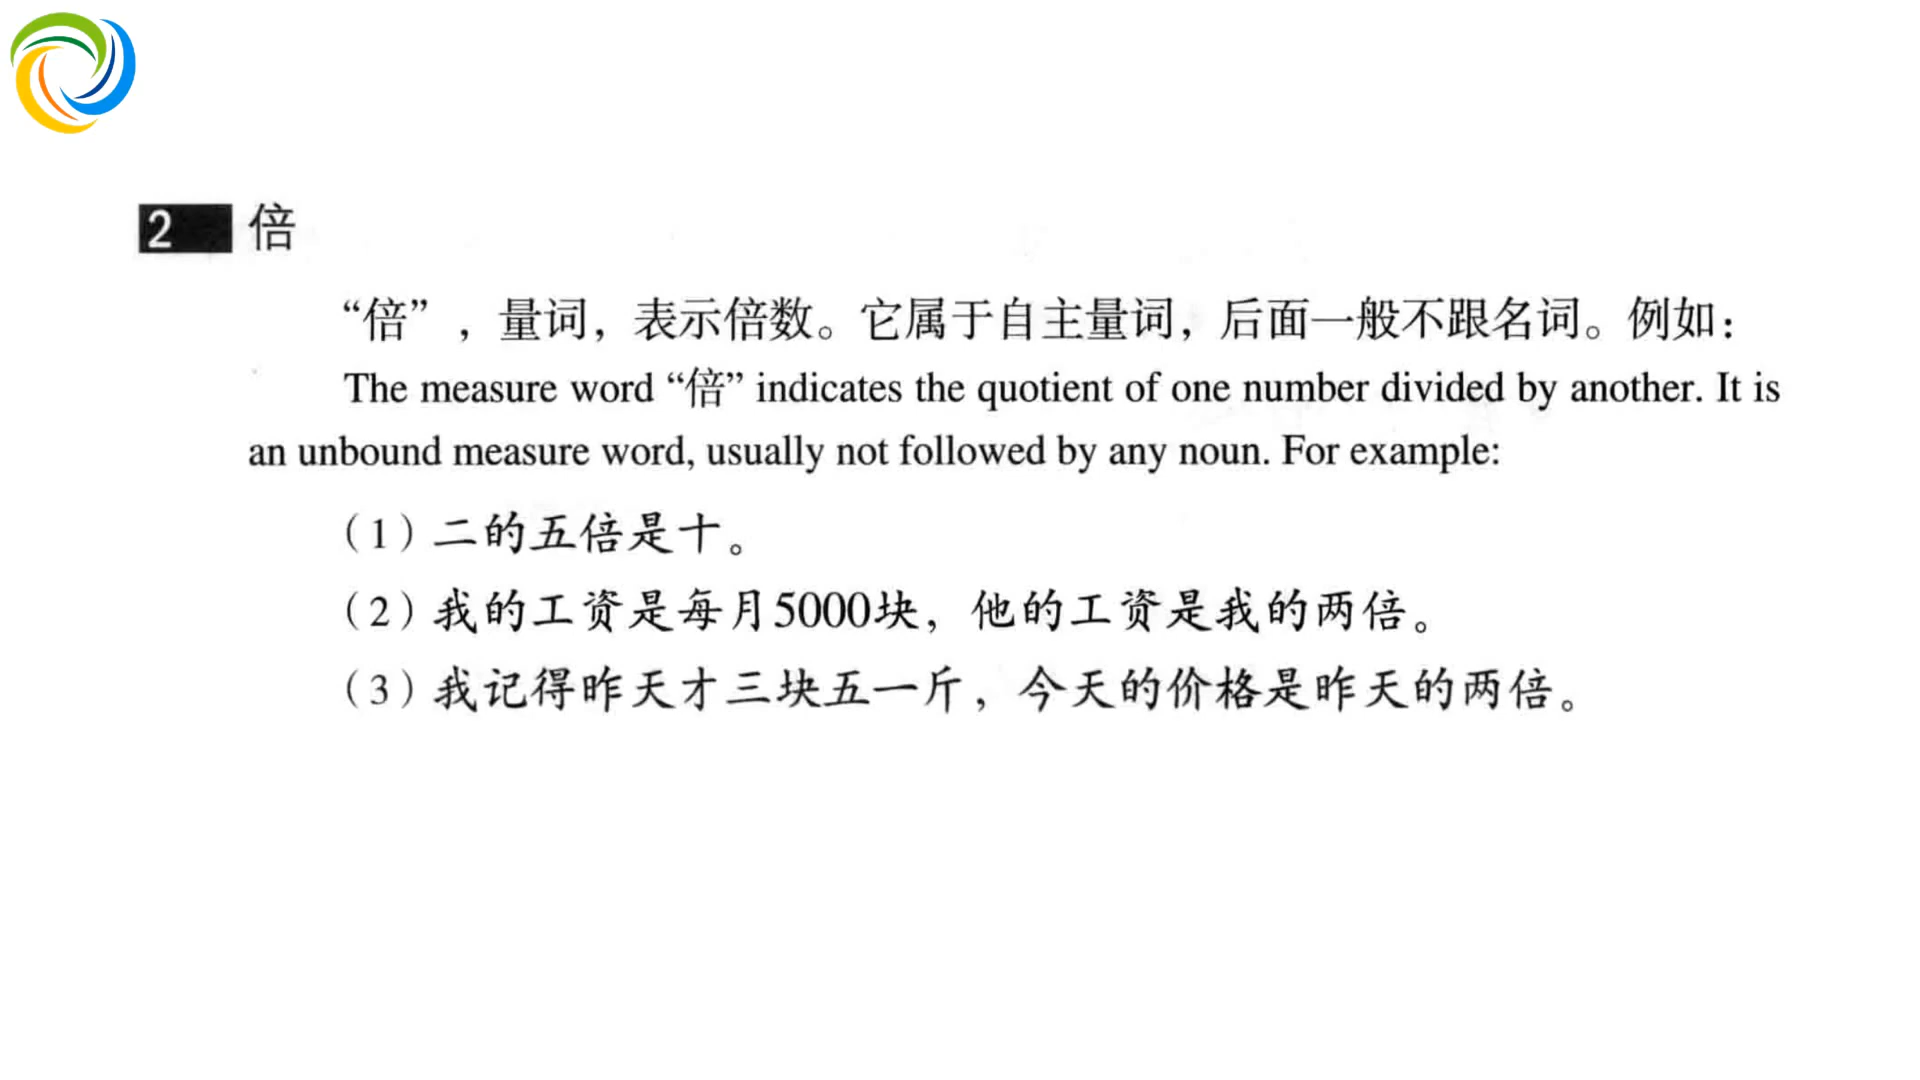 2 倍
“倍”，量词，表示倍数。它属于自主量词，后面一般不跟名词。例如：
The measure word “倍” indicates the quotient of one number divided by another. It is
an unbound measure word, usually not followed by any noun. For example:
（1）二的五倍是十。
（2）我的工资是每月5000块，他的工资是我的两倍。
（3）我记得昨天才三块五一斤，今天的价格是昨天的两倍。